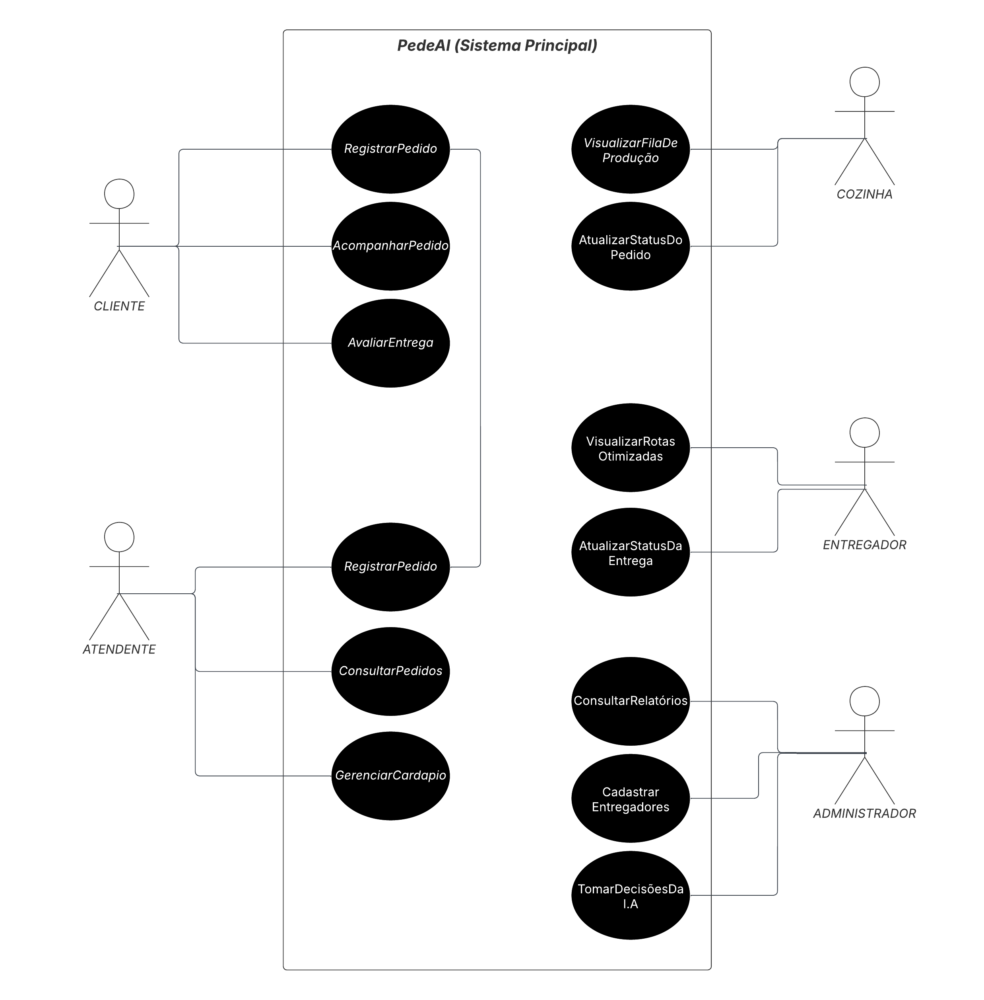 PedeAI (Sistema Principal)
RegistrarPedido
AcompanharPedido
AvaliarEntrega
CLIENTE
RegistrarPedido
ConsultarPedidos
GerenciarCardapio
ATENDENTE
VisualizarFilaDe
Produção
AtualizarStatusDo
Pedido
COZINHA
VisualizarRotas
Otimizadas
AtualizarStatusDa
Entrega
ENTREGADOR
ConsultarRelatórios
Cadastrar
Entregadores
TomarDecisõesDa
I.A
ADMINISTRADOR